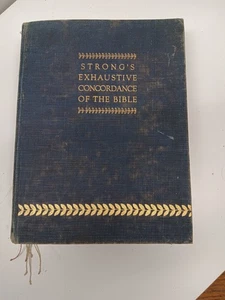 STRONG'S
EXHAUSTIVE
CONCORDANCE
OF THE BIBLE